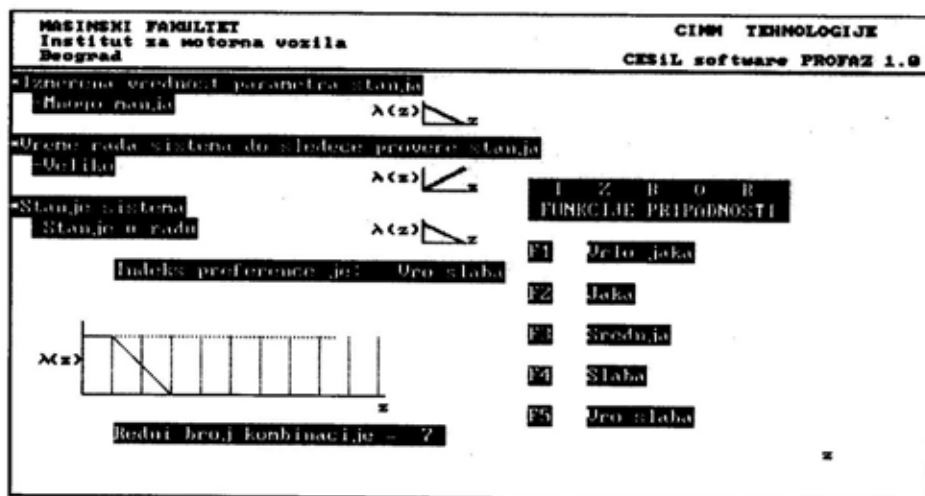 MASINSKI FAKULTET
Institut za motorna vozila
Beograd
CIMM TEHNOLOGIJE
CESiL software PROFAZ 1.0
*Izmerena vrednost parametra stanja
-Mnogo manja
λ(z) z
*Vreme rada sistema do sledece provere stanja
-Veliko
λ(z) z
*Stanje sistema
Stanje u radu
λ(z) z
Indeks preference je: Vro slaba
λ(z)
z
Redni broj kombinacije = 7
I Z B O R
FUNKCIJE PRIPADNOSTI
F1 Vrlo jaka
F2 Jaka
F3 Srednja
F4 Slaba
F5 Vro slaba
z